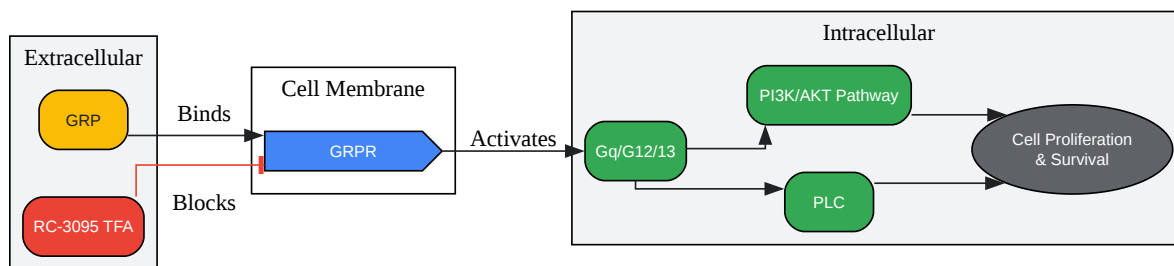 Extracellular
GRP
RC-3095 TFA
Binds
Blocks
Cell Membrane
GRPR
Activates
Intracellular
Gq/G12/13
PI3K/AKT Pathway
PLC
Cell Proliferation
& Survival